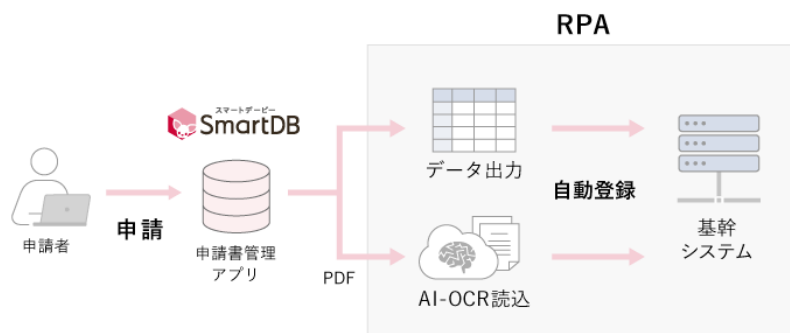 RPA
スマートデービー
SmartDB
申請者
申請
申請書管理
アプリ
PDF
データ出力
AI-OCR読込
自動登録
基幹
システム